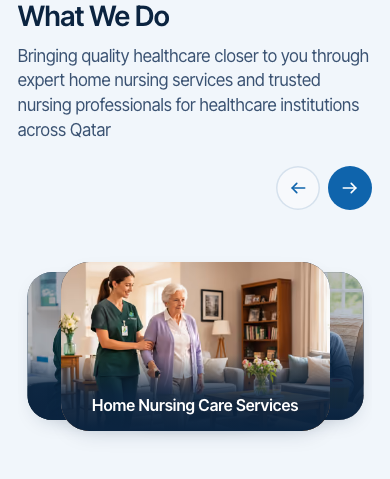 What We Do
Bringing quality healthcare closer to you through
expert home nursing services and trusted
nursing professionals for healthcare institutions
across Qatar
Home Nursing Care Services